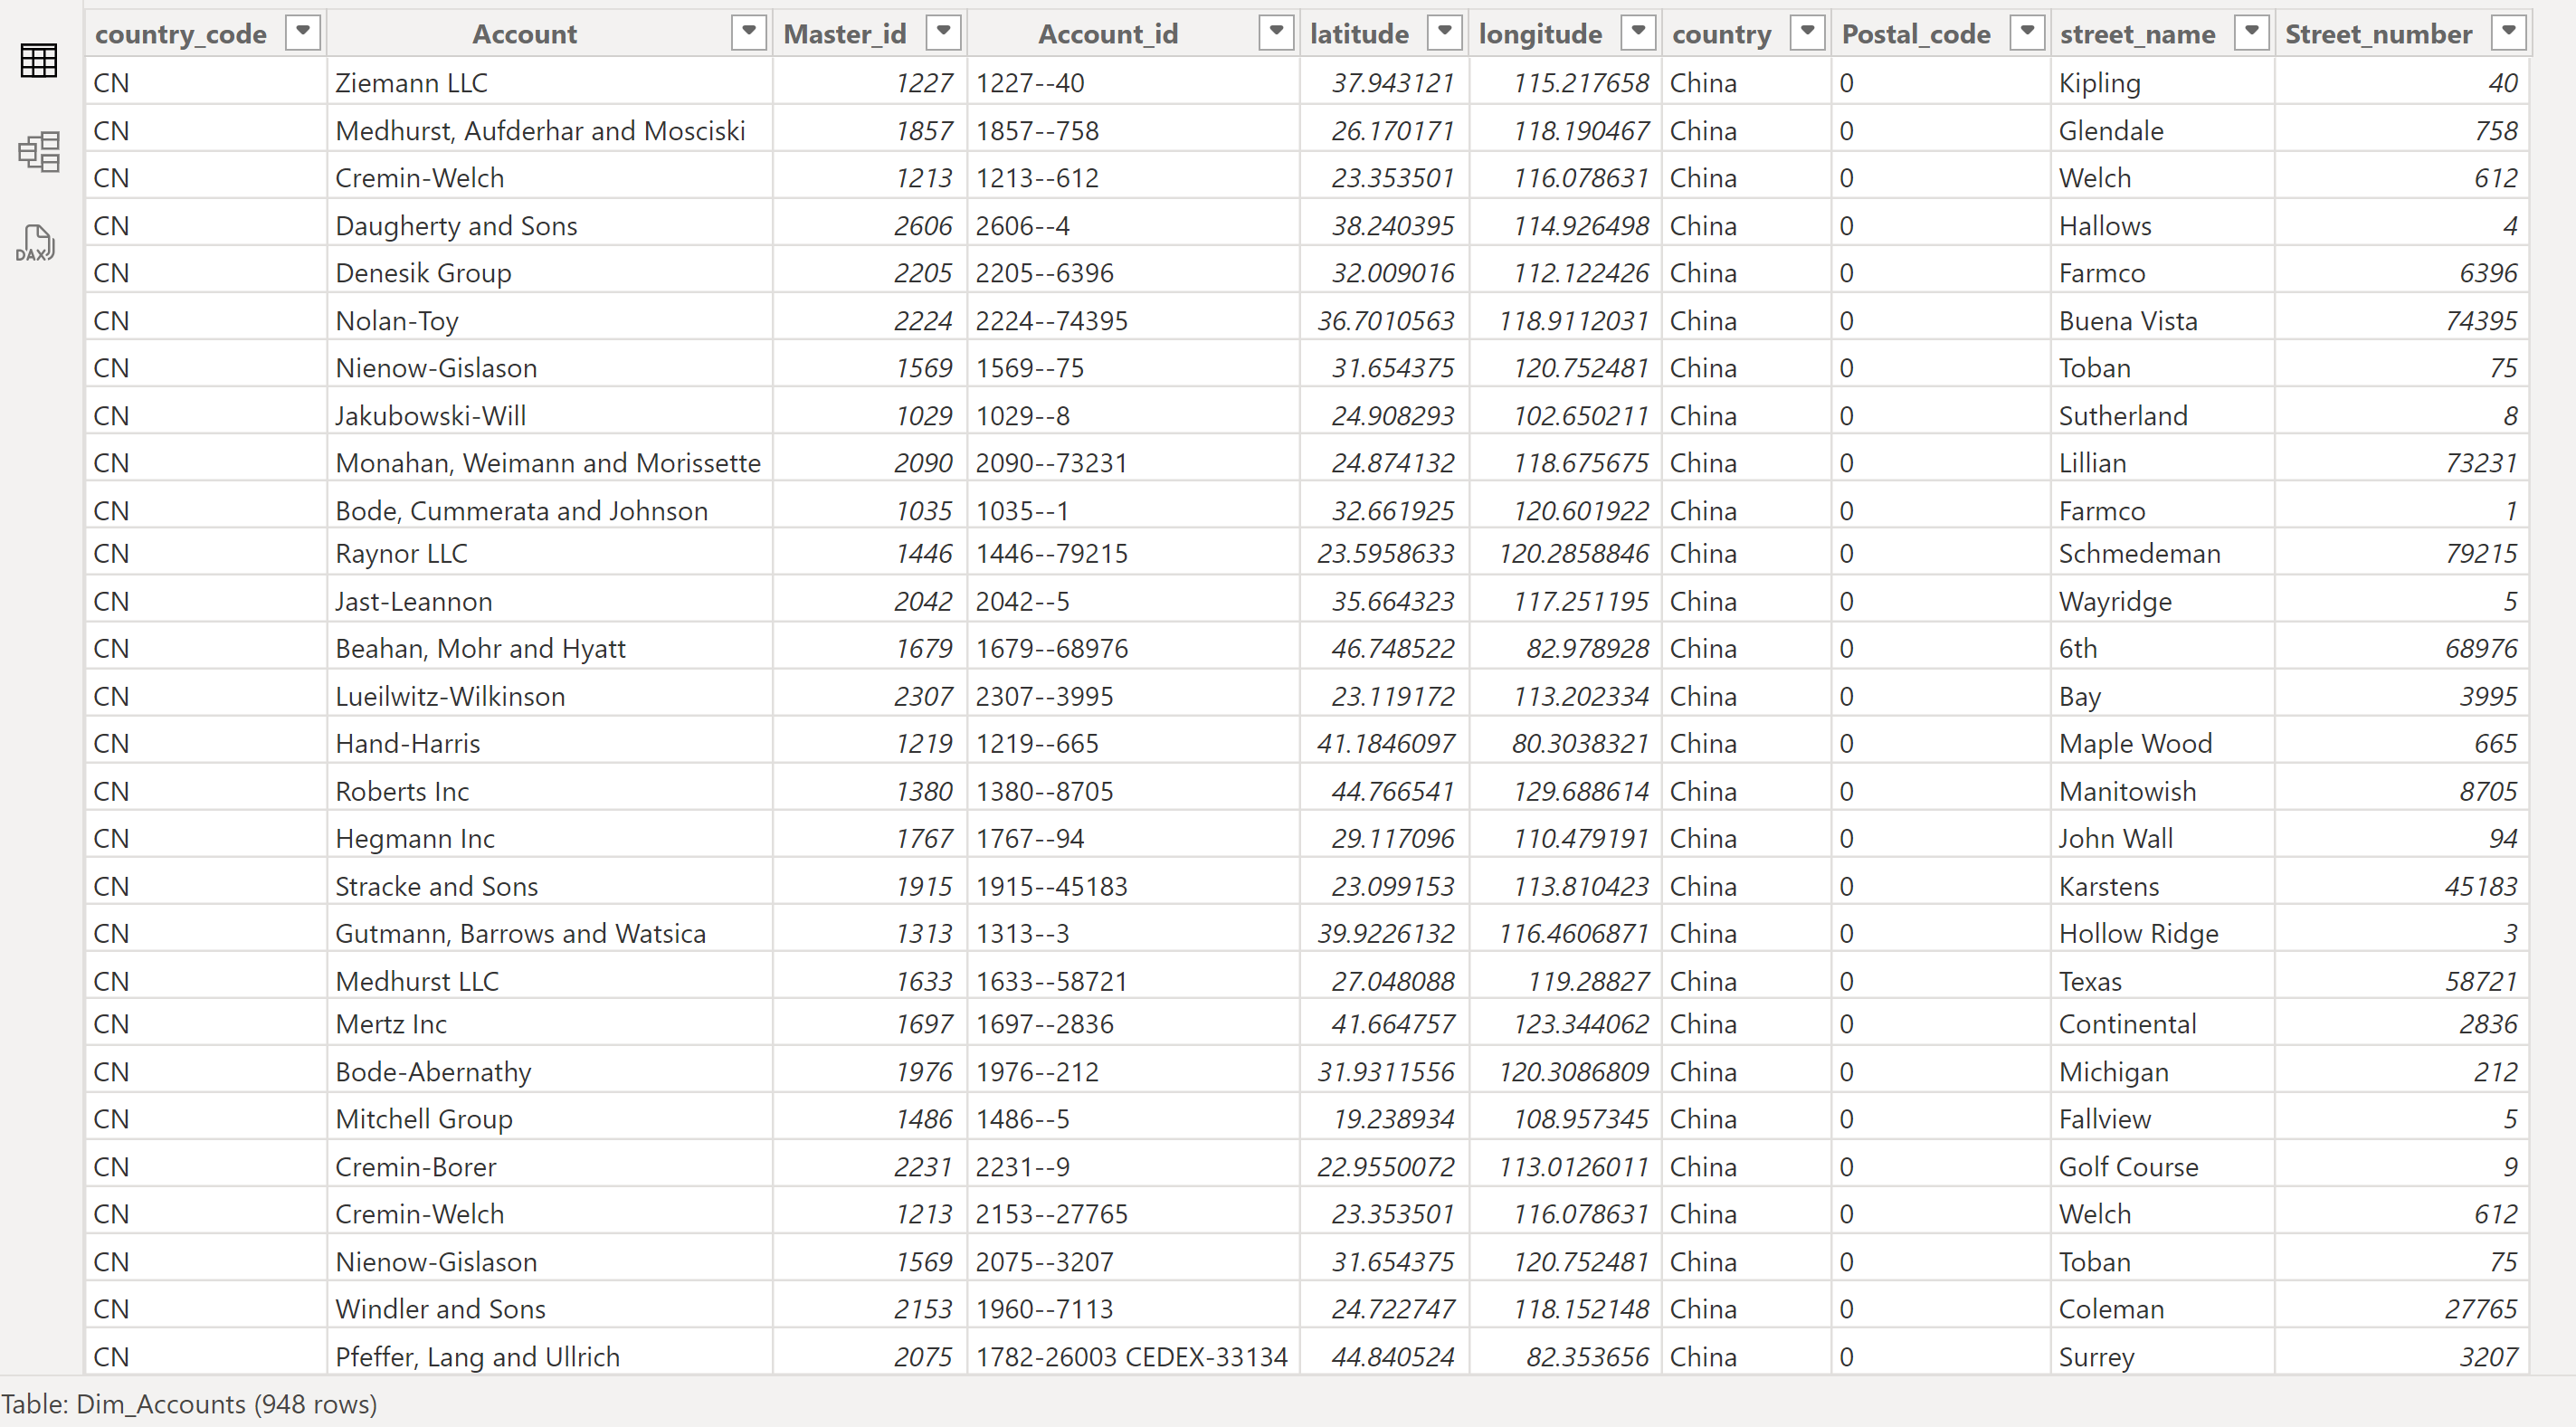 country_code Account Master_id Account_id latitude longitude country Postal_code street_name Street_number
CN Ziemann LLC 1227 1227--40 37.943121 115.217658 China 0 Kipling 40
CN Medhurst, Aufderhar and Mosciski 1857 1857--758 26.170171 118.190467 China 0 Glendale 758
CN Cremin-Welch 1213 1213--612 23.353501 116.078631 China 0 Welch 612
CN Daugherty and Sons 2606 2606--4 38.240395 114.926498 China 0 Hallows 4
CN Denesik Group 2205 2205--6396 32.009016 112.122426 China 0 Farmco 6396
CN Nolan-Toy 2224 2224--74395 36.7010563 118.9112031 China 0 Buena Vista 74395
CN Nienow-Gislason 1569 1569--75 31.654375 120.752481 China 0 Toban 75
CN Jakubowski-Will 1029 1029--8 24.908293 102.650211 China 0 Sutherland 8
CN Monahan, Weimann and Morissette 2090 2090--73231 24.874132 118.675675 China 0 Lillian 73231
CN Bode, Cummerata and Johnson 1035 1035--1 32.661925 120.601922 China 0 Farmco 1
CN Raynor LLC 1446 1446--79215 23.5958633 120.2858846 China 0 Schmedeman 79215
CN Jast-Leannon 2042 2042--5 35.664323 117.251195 China 0 Wayridge 5
CN Beahan, Mohr and Hyatt 1679 1679--68976 46.748522 82.978928 China 0 6th 68976
CN Lueilwitz-Wilkinson 2307 2307--3995 23.119172 113.202334 China 0 Bay 3995
CN Hand-Harris 1219 1219--665 41.1846097 80.3038321 China 0 Maple Wood 665
CN Roberts Inc 1380 1380--8705 44.766541 129.688614 China 0 Manitowish 8705
CN Hegmann Inc 1767 1767--94 29.117096 110.479191 China 0 John Wall 94
CN Stracke and Sons 1915 1915--45183 23.099153 113.810423 China 0 Karstens 45183
CN Gutmann, Barrows and Watsica 1313 1313--3 39.9226132 116.4606871 China 0 Hollow Ridge 3
CN Medhurst LLC 1633 1633--58721 27.048088 119.28827 China 0 Texas 58721
CN Mertz Inc 1697 1697--2836 41.664757 123.344062 China 0 Continental 2836
CN Bode-Abernathy 1976 1976--212 31.9311556 120.3086809 China 0 Michigan 212
CN Mitchell Group 1486 1486--5 19.238934 108.957345 China 0 Fallview 5
CN Cremin-Borer 2231 2231--9 22.9550072 113.0126011 China 0 Golf Course 9
CN Cremin-Welch 1213 2153--27765 23.353501 116.078631 China 0 Welch 612
CN Nienow-Gislason 1569 2075--3207 31.654375 120.752481 China 0 Toban 75
CN Windler and Sons 2153 1960--7113 24.722747 118.152148 China 0 Coleman 27765
CN Pfeffer, Lang and Ullrich 2075 1782-26003 CEDEX-33134 44.840524 82.353656 China 0 Surrey 3207
DAX
Table: Dim_Accounts (948 rows)